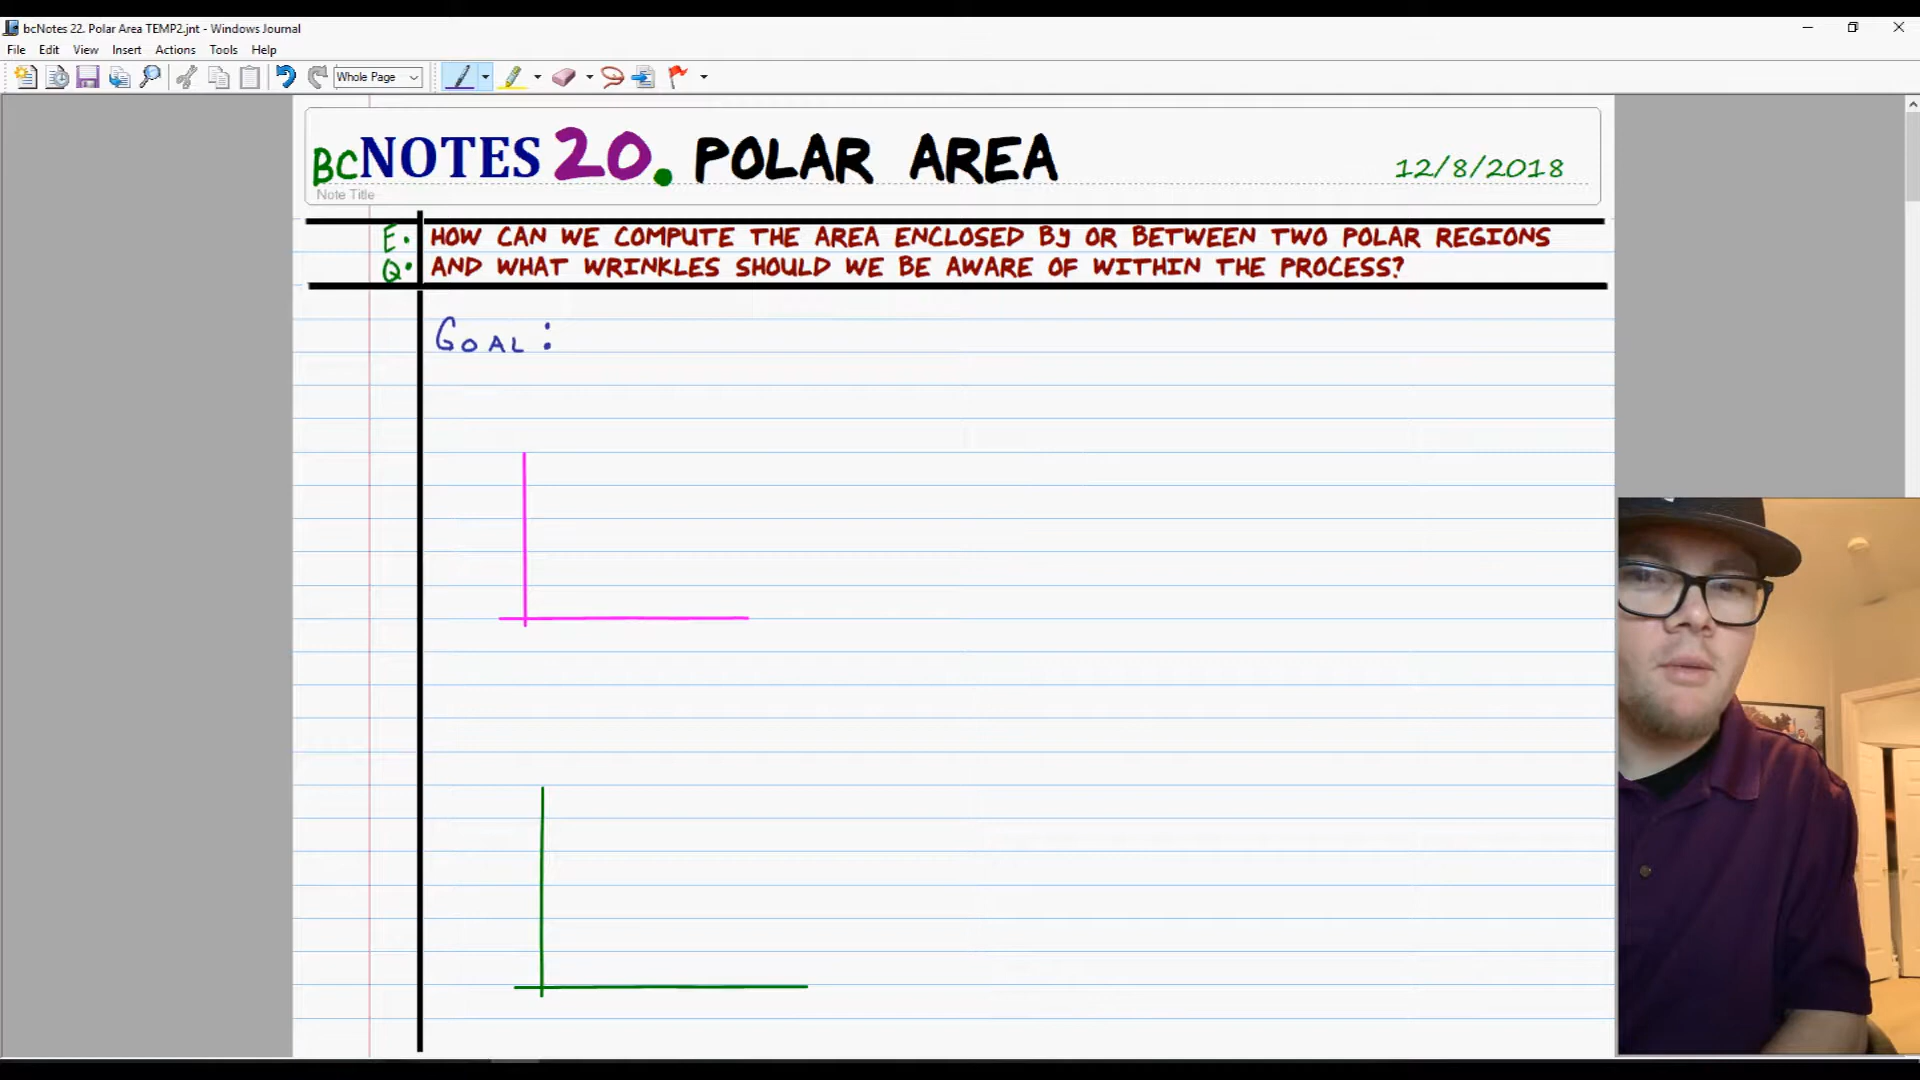 bcNotes 22. Polar Area TEMP2.jnt - Windows Journal
File Edit View Insert Actions Tools Help
Whole Page
BCNOTES 20. POLAR AREA
12/8/2018
Note Title
E. HOW CAN WE COMPUTE THE AREA ENCLOSED BY OR BETWEEN TWO POLAR REGIONS
Q. AND WHAT WRINKLES SHOULD WE BE AWARE OF WITHIN THE PROCESS?
GOAL: